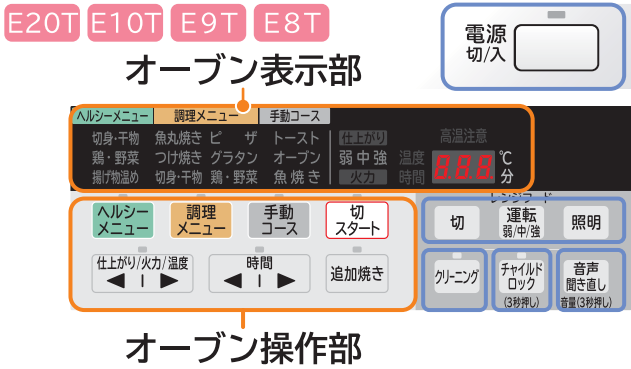 E20T E10T E9T E8T
電源
切/入
オーブン表示部
ヘルシーメニュー 調理メニュー 手動コース
切身·干物 魚丸焼き ピザ トースト 仕上がり 高温注意
鶏・野菜 つけ焼き グラタン オーブン 弱 中 強 温度 888 ℃
揚げ物温め 切身·干物 鶏・野菜 魚焼き 火力 時間 分
レンジフード
ヘルシーメニュー 調理メニュー 手動コース 切スタート 切 運転 弱/中/強 照明
仕上がり/火力/温度 時間 追加焼き クリーニング チャイルドロック 音声聞き直し
(3秒押し) 音量(3秒押し)
オーブン操作部